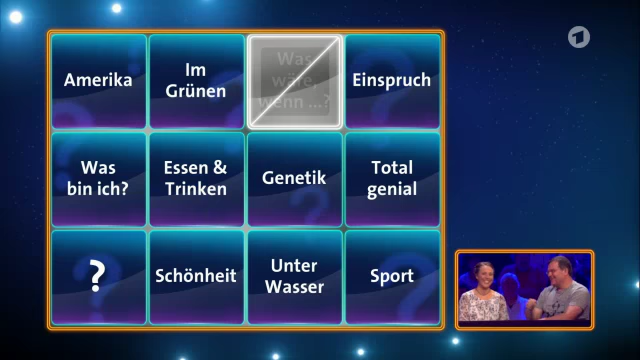 Amerika
Im
Grünen
Was
wäre,
wenn ...?
Einspruch
Was
bin ich?
Essen &
Trinken
Genetik
Total
genial
?
Schönheit
Unter
Wasser
Sport
1